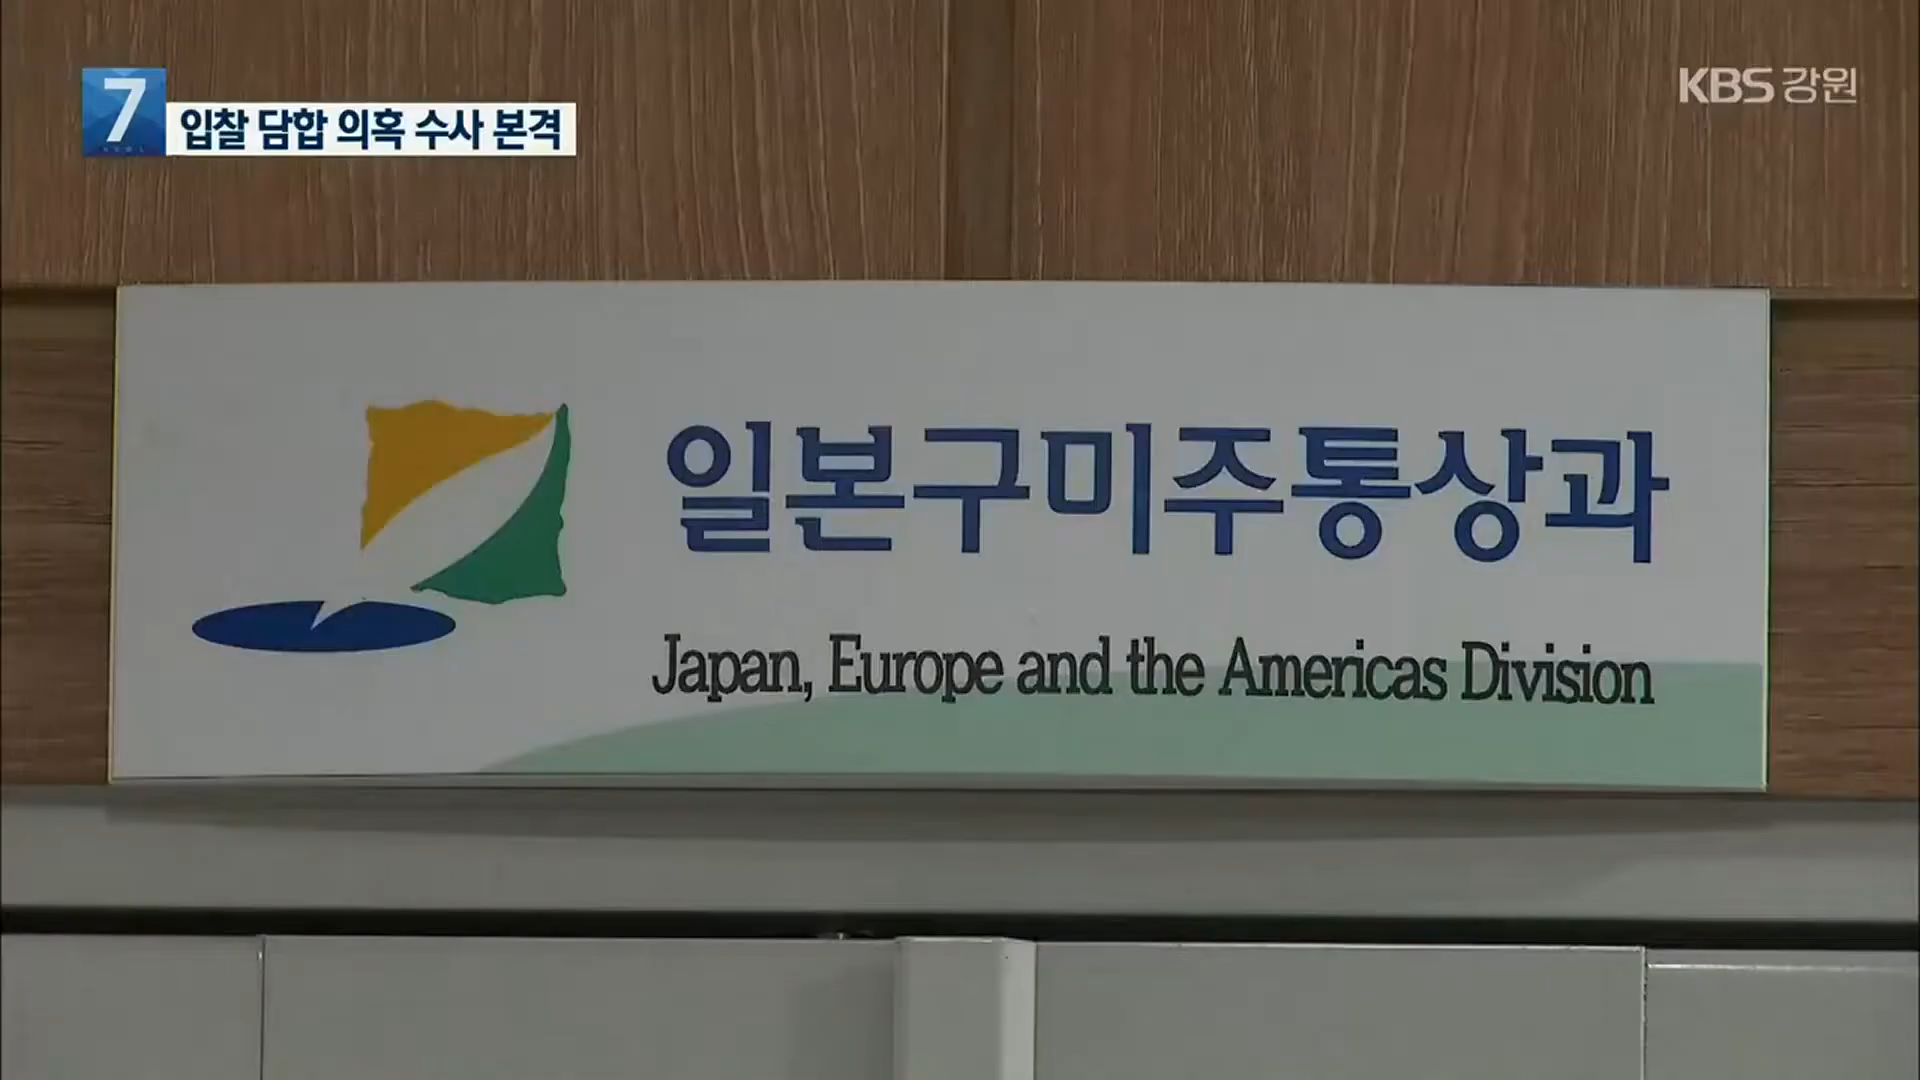 7
입찰 담합 의혹 수사 본격
KBS 강원
일본구미주통상과
Japan, Europe and the Americas Division